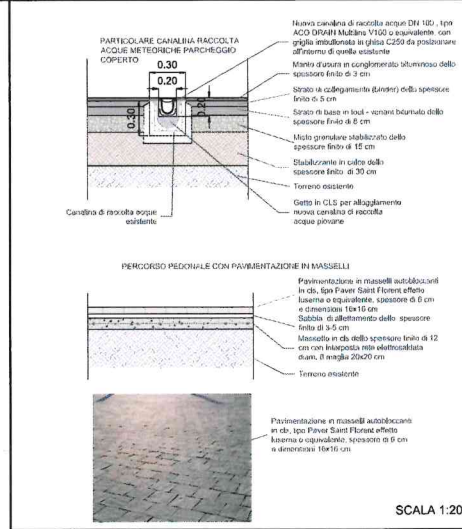 PARTICOLARE CANALINA RACCOLTA
ACQUE METEORICHE PARCHEGGIO
COPERTO
0.30
0.20
0.20
0.30
Nuova canalina di raccolta acque DN 100, tipo
ACO DRAIN Multiline V100 o equivalente, con
griglia imbullonata in ghisa C250 da posizionare
all'interno di quella esistente
Manto d'usura in conglomerato bituminoso dello
spessore finito di 3 cm
Strato di collegamento (binder) dello spessore
finito di 5 cm
Strato di base in tout - venant bitumato dello
spessore finito di 8 cm
Misto granulare stabilizzato dello
spessore finito di 15 cm
Stabilizzante in calce dello
spessore finito di 30 cm
Terreno esistente
Getto in CLS per alloggiamento
nuova canalina di raccolta
acque piovane
Canalina di raccolta acque
esistente
PERCORSO PEDONALE CON PAVIMENTAZIONE IN MASSELLI
Pavimentazione in masselli autobloccanti
in cls, tipo Paver Saint Florent effetto
luserna o equivalente, spessore di 6 cm
e dimensioni 16x16 cm
Sabbia di allettamento dello spessore
finito di 3-5 cm
Massetto in cls dello spessore finito di 12
cm con interposta rete elettrosaldata
diam. 8 maglia 20x20 cm
Terreno esistente
Pavimentazione in masselli autobloccanti
in cls, tipo Paver Saint Florent effetto
luserna o equivalente, spessore di 6 cm
e dimensioni 16x16 cm
SCALA 1:20